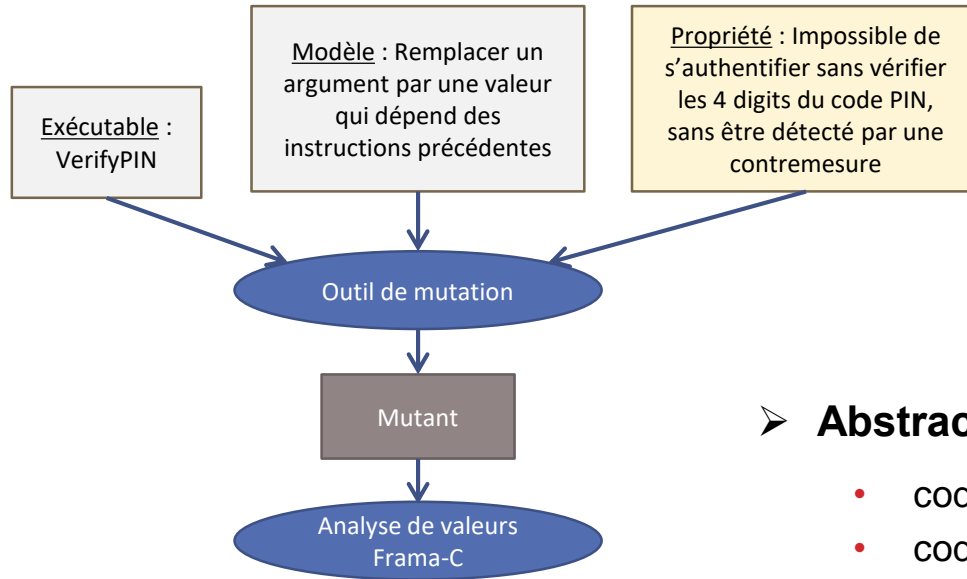 Exécutable :
VerifyPIN
Modèle : Remplacer un
argument par une valeur
qui dépend des
instructions précédentes
Propriété : Impossible de
s'authentifier sans vérifier
les 4 digits du code PIN,
sans être détecté par une
contremesure
Outil de mutation
Mutant
Analyse de valeurs
Frama-C
➢ Abstrac
•
•